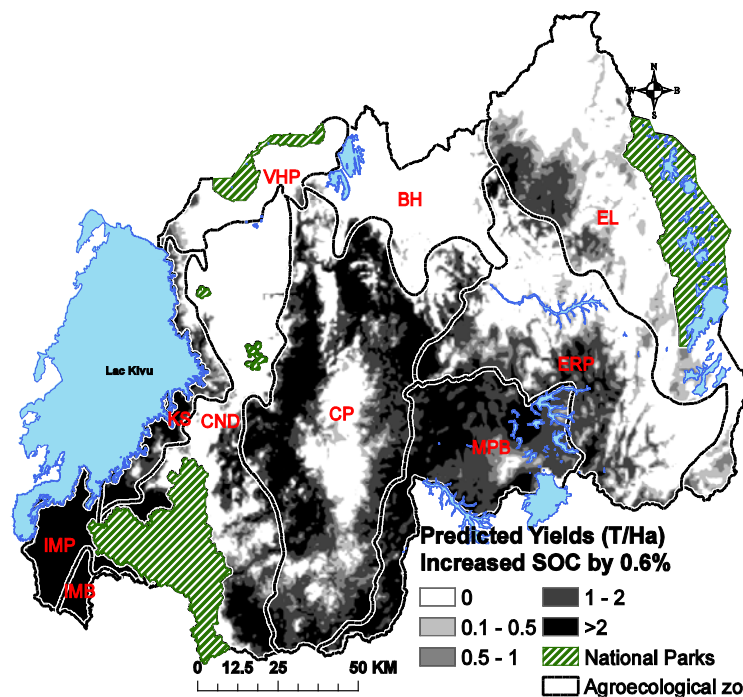 N
W B
S
VHP
BH
EL
Lac Kivu
ERP
KB
CND
CP
MPB
IMP
IMB
Predicted Yields (T/Ha)
Increased SOC by 0.6%
0
1 - 2
0.1 - 0.5
>2
0.5 - 1
National Parks
Agroecological zo
0 12.5 25 50 KM